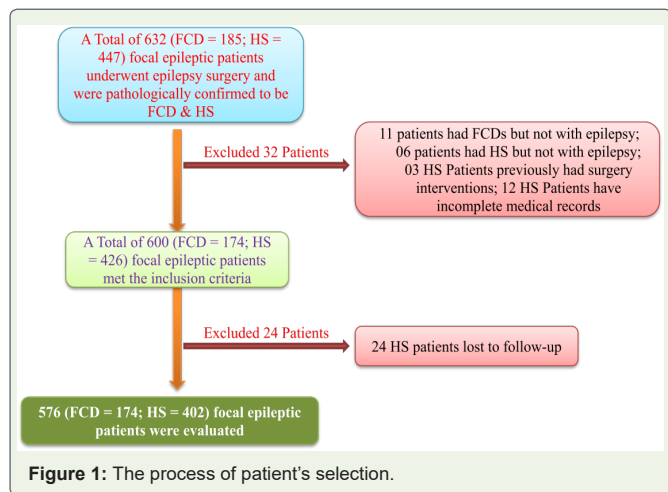 A Total of 632 (FCD = 185; HS =
447) focal epileptic patients
underwent epilepsy surgery and
were pathologically confirmed to be
FCD & HS
Excluded 32 Patients
11 patients had FCDs but not with epilepsy;
06 patients had HS but not with epilepsy;
03 HS Patients previously had surgery
interventions; 12 HS Patients have
incomplete medical records
A Total of 600 (FCD = 174; HS
= 426) focal epileptic patients
met the inclusion criteria
Excluded 24 Patients
24 HS patients lost to follow-up
576 (FCD = 174; HS = 402) focal epileptic
patients were evaluated
Figure 1: The process of patient's selection.